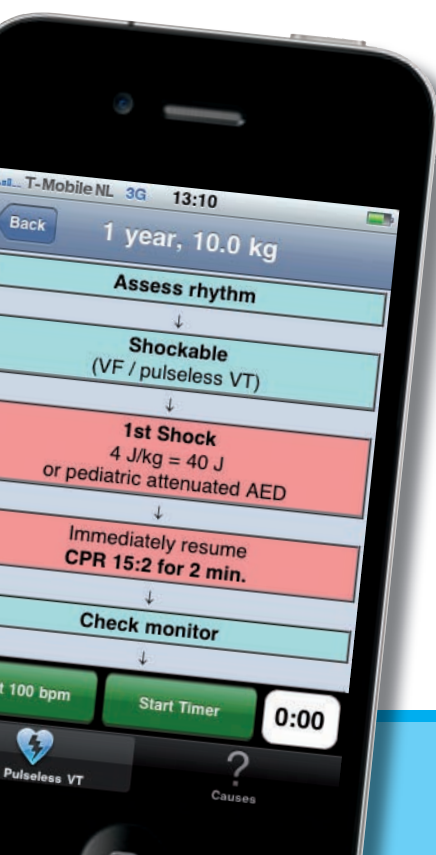 T-Mobile NL 3G 13:10
Back 1 year, 10.0 kg
Assess rhythm
↓
Shockable
(VF / pulseless VT)
↓
1st Shock
4 J/kg = 40 J
or pediatric attenuated AED
↓
Immediately resume
CPR 15:2 for 2 min.
↓
Check monitor
↓
100 bpm Start Timer 0:00
Pulseless VT ?
Causes